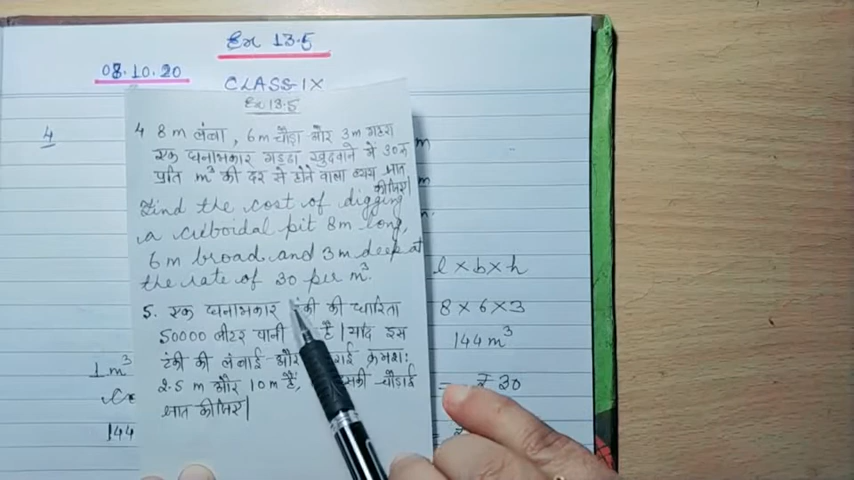 Ex 13.5
08.10.20
CLASS IX
Ex 13.5
4
4 8 m लंबा, 6 m चौड़ा और 3 m गहरा
एक घनाभकार गड्ढा खुदवाने में 30रु
प्रति m³ की दर से होने वाला व्यय ज्ञात
कीजिए।
Find the cost of digging
a cuboidal pit 8m long,
6m broad and 3m deep at
the rate of 30 per m³.
5. एक घनाभकार की की धारिता
50000 लीटर पानी है। यदि इस
टंकी की लंबाई और क्रमश:
2.5 m और 10 m हैं, इसकी चौड़ाई
ज्ञात कीजिए।
m
m
m.
l × b × h
8 × 6 × 3
144 m³
1 m³
= ₹ 30
144
=